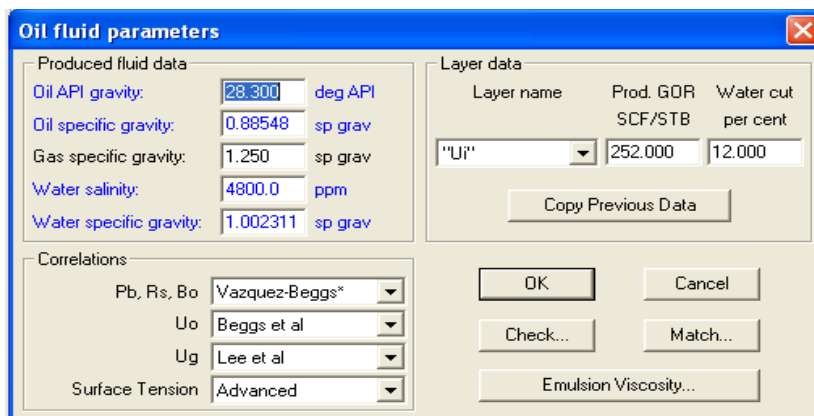 Oil fluid parameters
Produced fluid data
Oil API gravity: 28.300 deg API
Oil specific gravity: 0.88548 sp grav
Gas specific gravity: 1.250 sp grav
Water salinity: 4800.0 ppm
Water specific gravity: 1.002311 sp grav
Layer data
Layer name Prod. GOR Water cut
SCF/STB per cent
"Ui" 252.000 12.000
Copy Previous Data
Correlations
Pb, Rs, Bo Vazquez-Beggs*
Uo Beggs et al
Ug Lee et al
Surface Tension Advanced
OK Cancel
Check... Match...
Emulsion Viscosity...